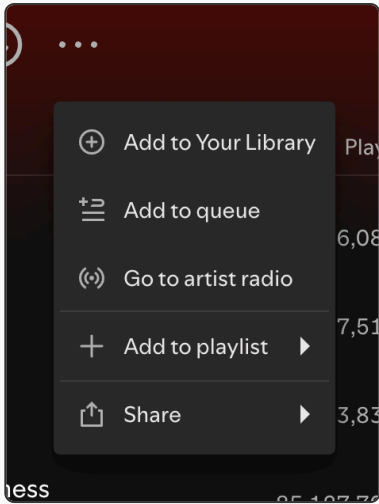 Add to Your Library
Add to queue
Go to artist radio
Add to playlist
Share